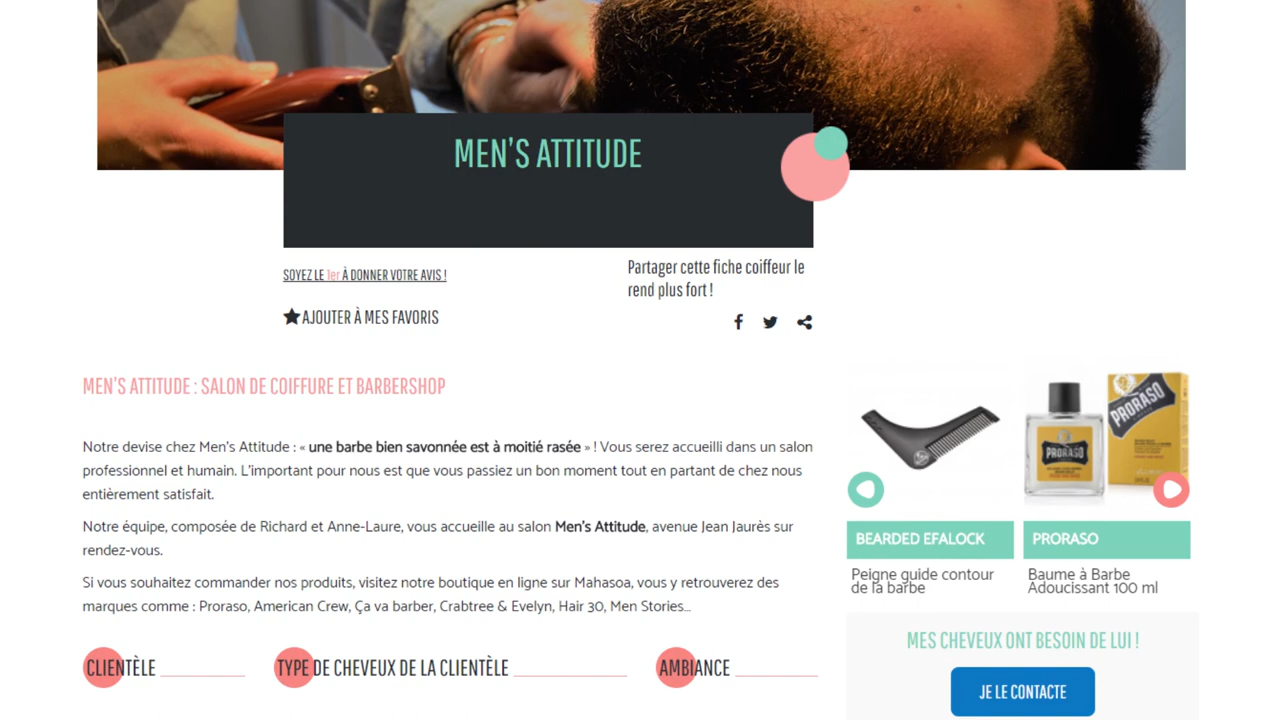 MEN'S ATTITUDE
SOYEZ LE 1er À DONNER VOTRE AVIS !
Partager cette fiche coiffeur le
rend plus fort !
AJOUTER À MES FAVORIS
MEN'S ATTITUDE : SALON DE COIFFURE ET BARBERSHOP
Notre devise chez Men's Attitude : « une barbe bien savonnée est à moitié rasée » ! Vous serez accueilli dans un salon
professionnel et humain. L'important pour nous est que vous passiez un bon moment tout en partant de chez nous
entièrement satisfait.
Notre équipe, composée de Richard et Anne-Laure, vous accueille au salon Men's Attitude, avenue Jean Jaurès sur
rendez-vous.
Si vous souhaitez commander nos produits, visitez notre boutique en ligne sur Mahasoa, vous y retrouverez des
marques comme : Proraso, American Crew, Ça va barber, Crabtree & Evelyn, Hair 30, Men Stories...
CLIENTÈLE
TYPE DE CHEVEUX DE LA CLIENTÈLE
AMBIANCE
PRORASO
PRORASO
BEARDED EFALOCK
PRORASO
Peigne guide contour
de la barbe
Baume à Barbe
Adoucissant 100 ml
MES CHEVEUX ONT BESOIN DE LUI !
JE LE CONTACTE